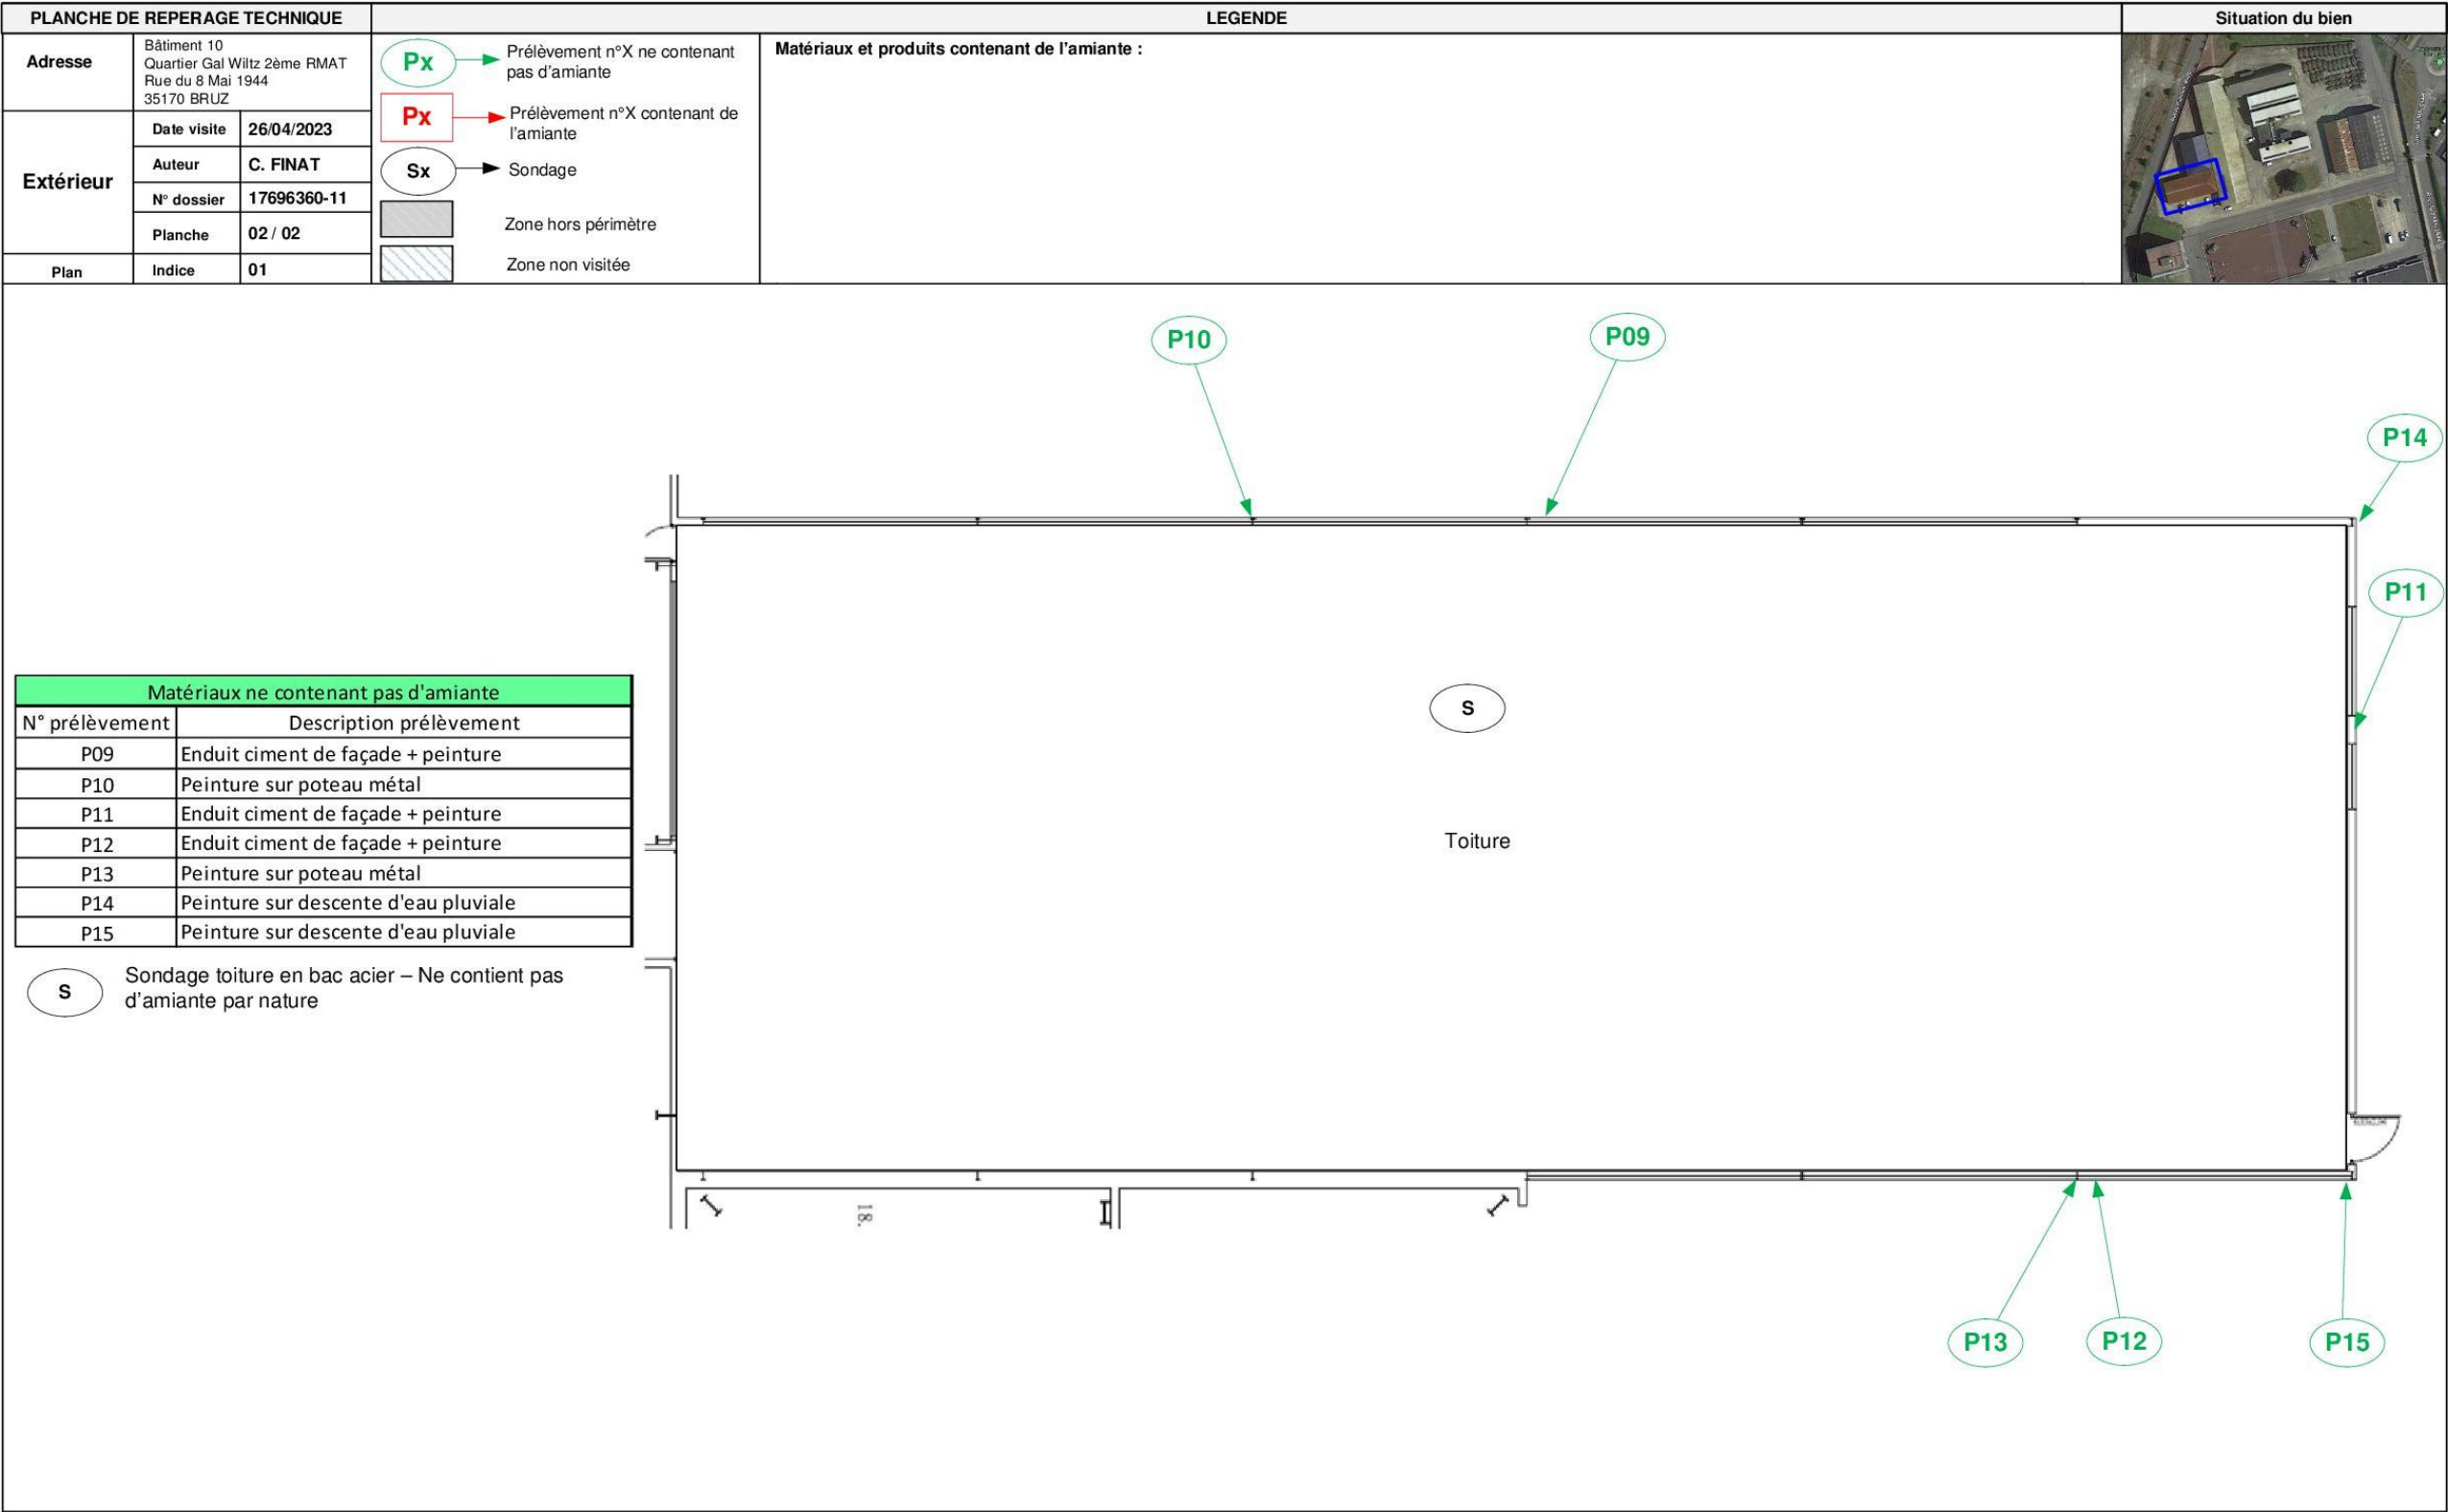 PLANCHE DE REPERAGE TECHNIQUE
LEGENDE
Situation du bien
Adresse
Bâtiment 10
Quartier Gal Wiltz 2ème RMAT
Rue du 8 Mai 1944
35170 BRUZ
Extérieur
Date visite 26/04/2023
Auteur C. FINAT
N° dossier 17696360-11
Planche 02 / 02
Plan Indice 01
Px Prélèvement n°X ne contenant
pas d'amiante
Px Prélèvement n°X contenant de
l'amiante
Sx Sondage
Zone hors périmètre
Zone non visitée
Matériaux et produits contenant de l'amiante :
P10
P09
P14
P11
S
Toiture
Matériaux ne contenant pas d'amiante
N° prélèvement Description prélèvement
P09 Enduit ciment de façade + peinture
P10 Peinture sur poteau métal
P11 Enduit ciment de façade + peinture
P12 Enduit ciment de façade + peinture
P13 Peinture sur poteau métal
P14 Peinture sur descente d'eau pluviale
P15 Peinture sur descente d'eau pluviale
S Sondage toiture en bac acier – Ne contient pas
d'amiante par nature
18.
P13
P12
P15